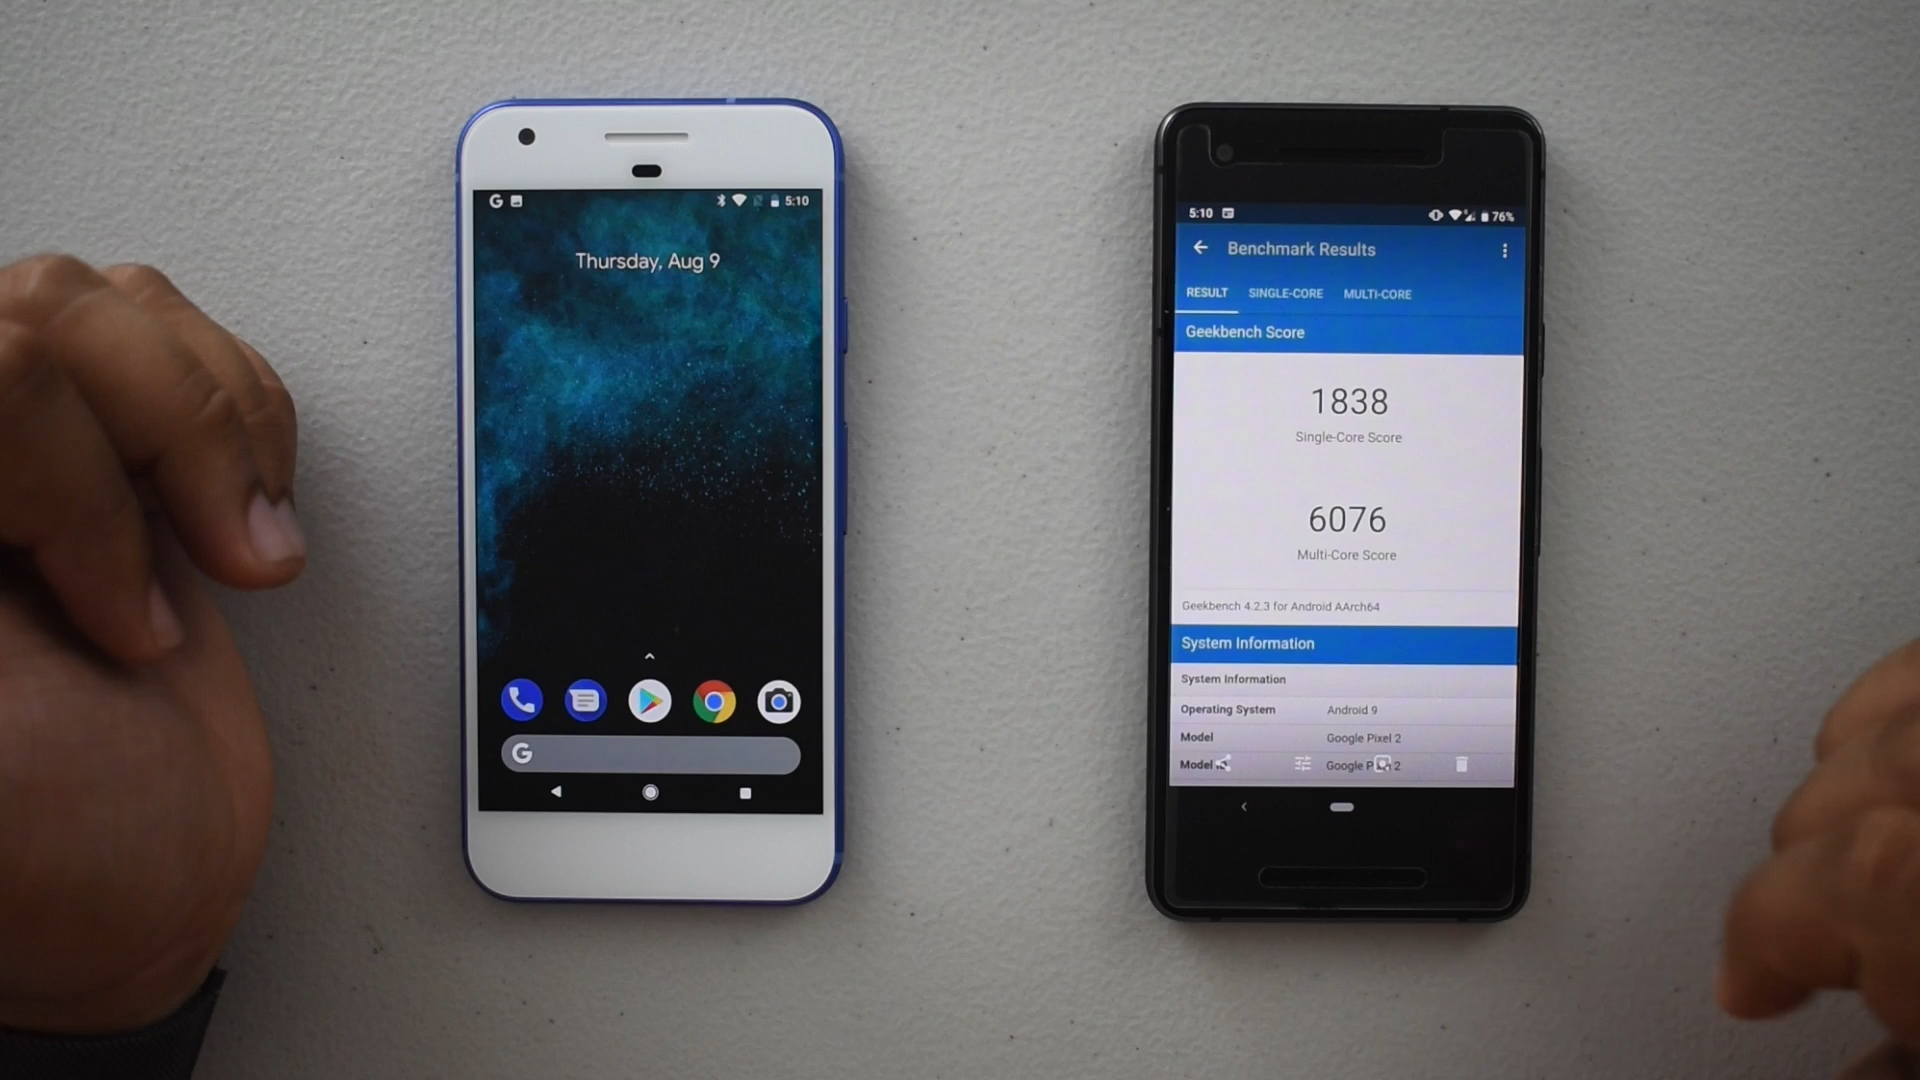 5:10
Thursday, Aug 9
G
5:10
76%
Benchmark Results
RESULT SINGLE-CORE MULTI-CORE
Geekbench Score
1838
Single-Core Score
6076
Multi-Core Score
Geekbench 4.2.3 for Android AArch64
System Information
System Information
Operating System Android 9
Model Google Pixel 2
Model Google 2